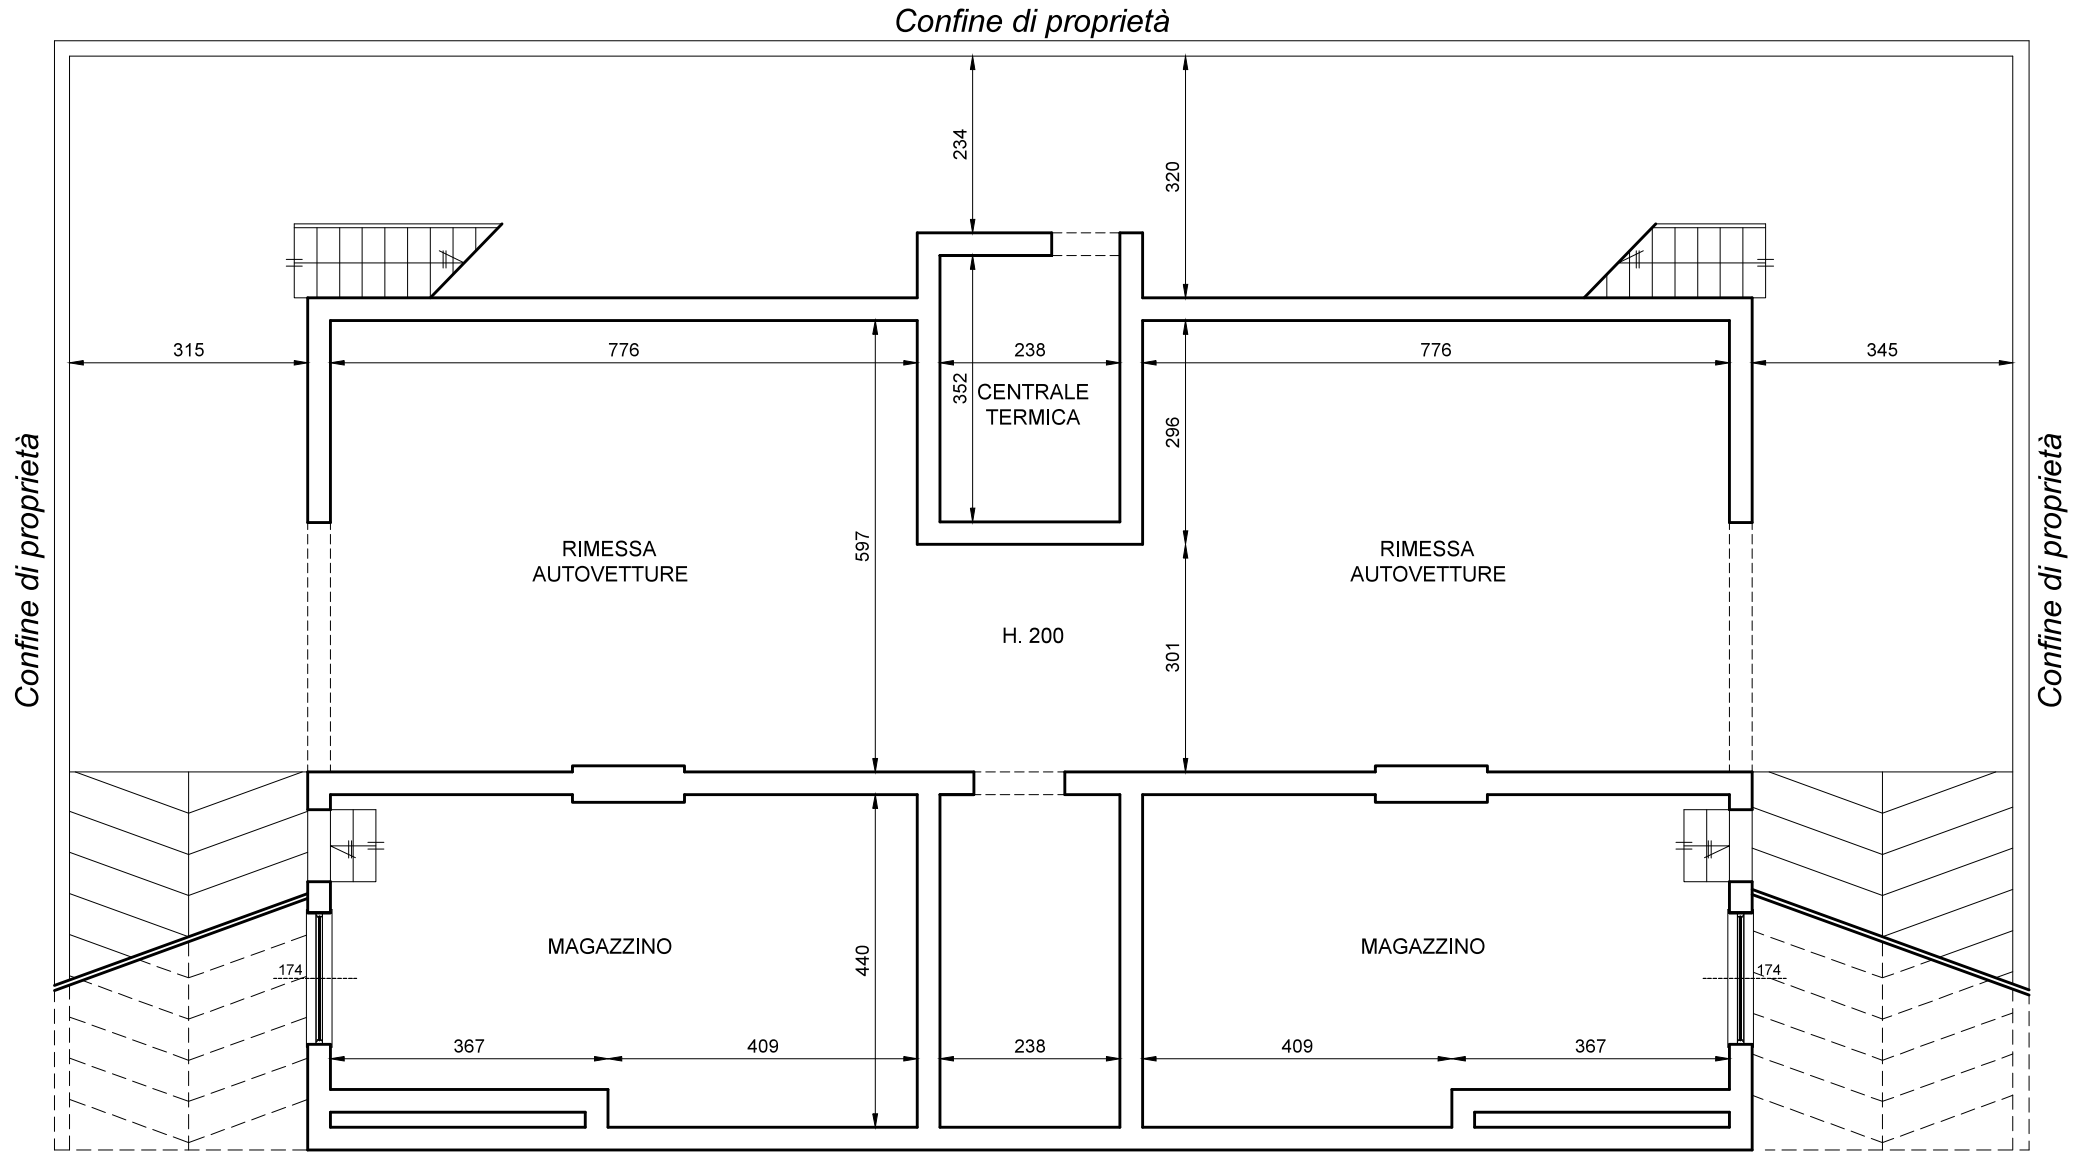 Confine di proprietà
234
320
315
776
238
776
345
352
CENTRALE
TERMICA
296
Confine di proprietà
Confine di proprietà
597
RIMESSA
AUTOVETTURE
RIMESSA
AUTOVETTURE
H. 200
301
MAGAZZINO
440
MAGAZZINO
174
174
367
409
238
409
367